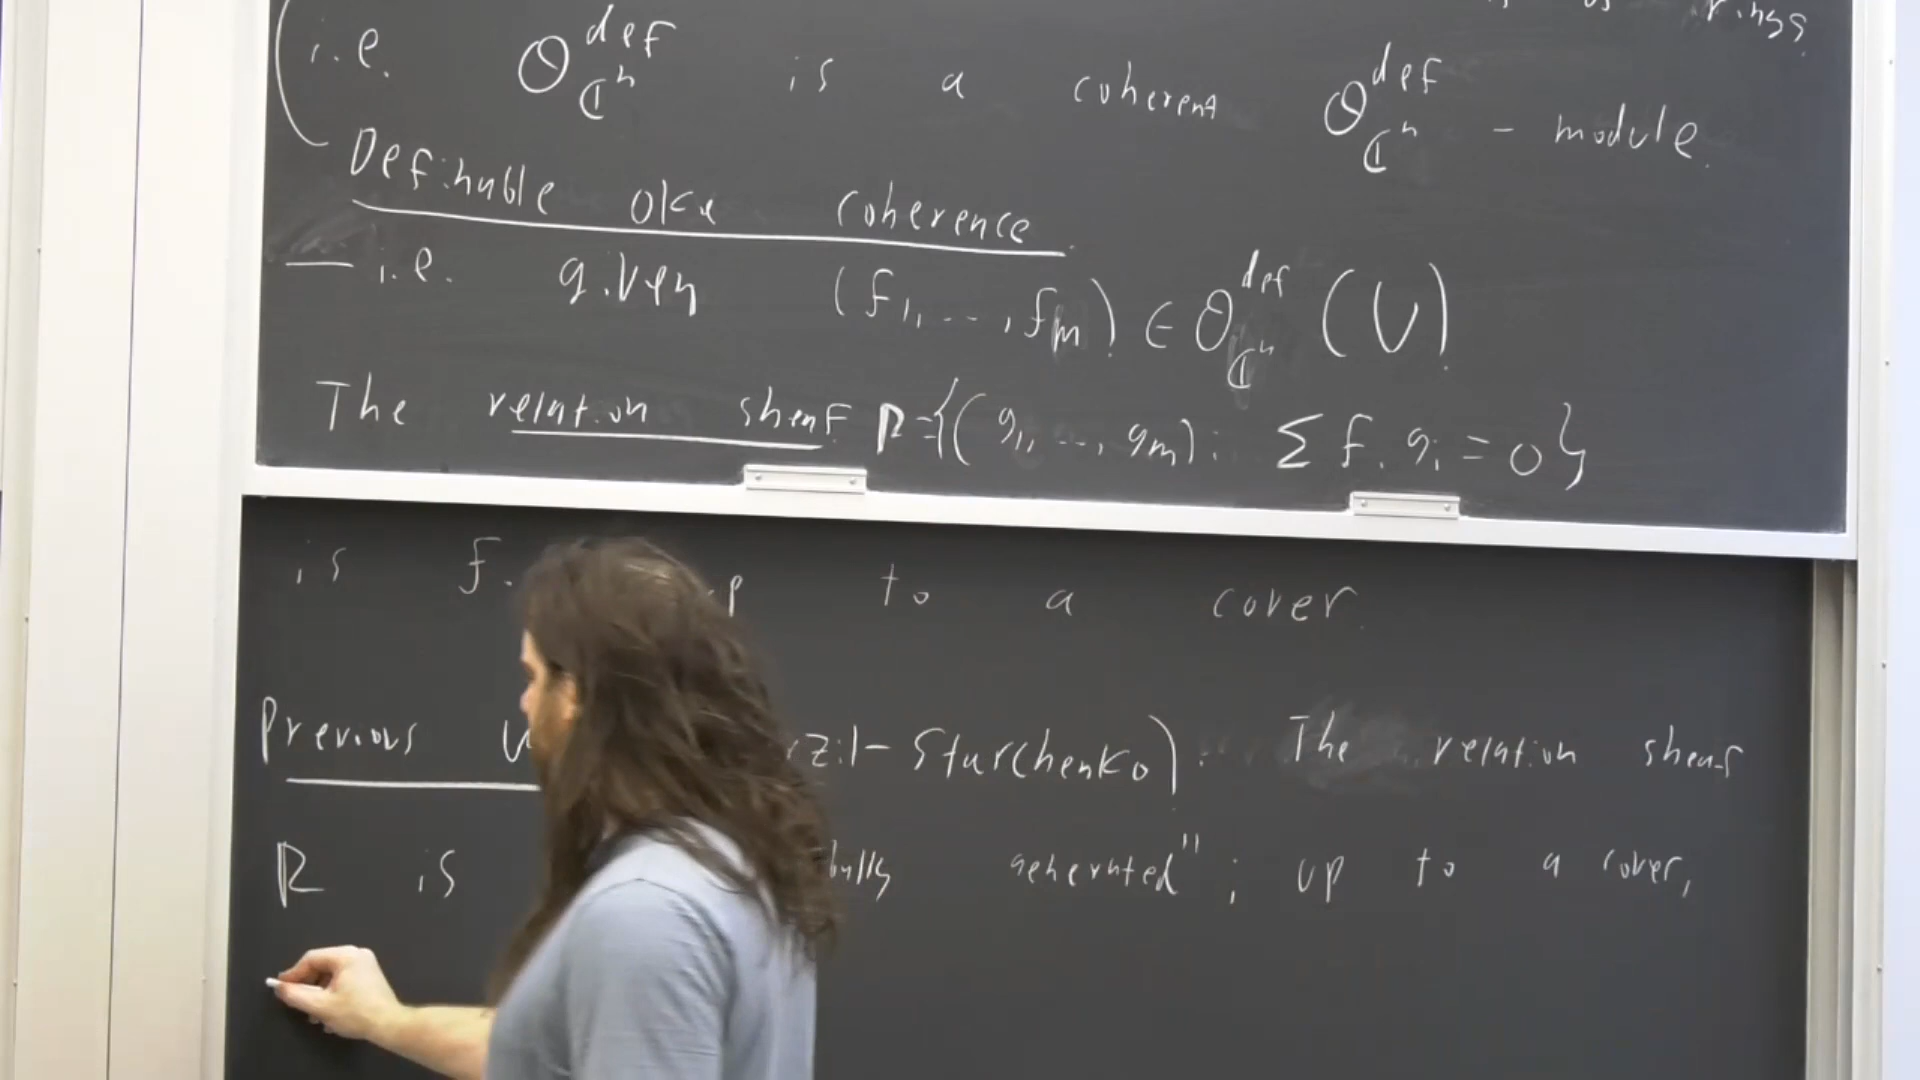 rings.
i.e. O^def_ℂ^n is a coherent O^def_ℂ^n - module.
Definable Oka coherence
— i.e. given (f_1, ..., f_m) ∈ O^def_ℂ^n (U).
The relation sheaf R = {(g_1, ..., g_m): Σ f_i g_i = 0}
is f. to a cover.
Previous Sturchenko). The relation sheaf
R is generated"; up to a cover,